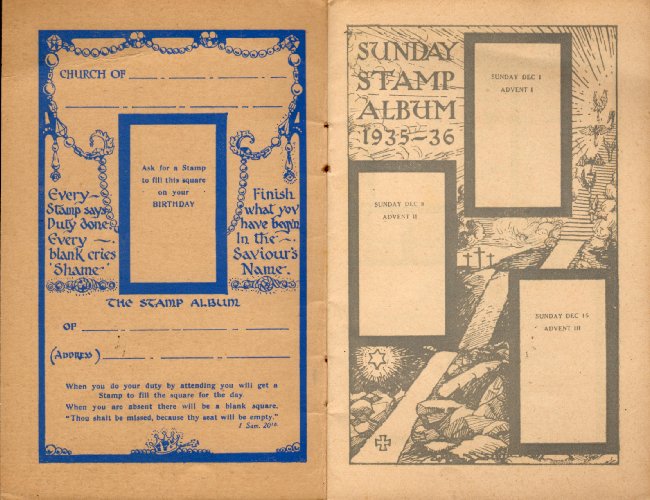 CHURCH OF
Ask for a Stamp
to fill this square
on your
BIRTHDAY
Every
Stamp says
Duty done
Every
blank cries
'Shame'
Finish
what yov
have begun
In the
Saviour's
Name.
THE STAMP ALBUM
OF
(ADDRESS)
When you do your duty by attending you will get a
Stamp to fill the square for the day.
When you are absent there will be a blank square.
"Thou shalt be missed, because thy seat will be empty."
1 Sam. 20¹⁸.
SUNDAY
STAMP
ALBUM
1935-36
SUNDAY DEC 1
ADVENT I
SUNDAY DEC 8
ADVENT II
SUNDAY DEC 15
ADVENT III